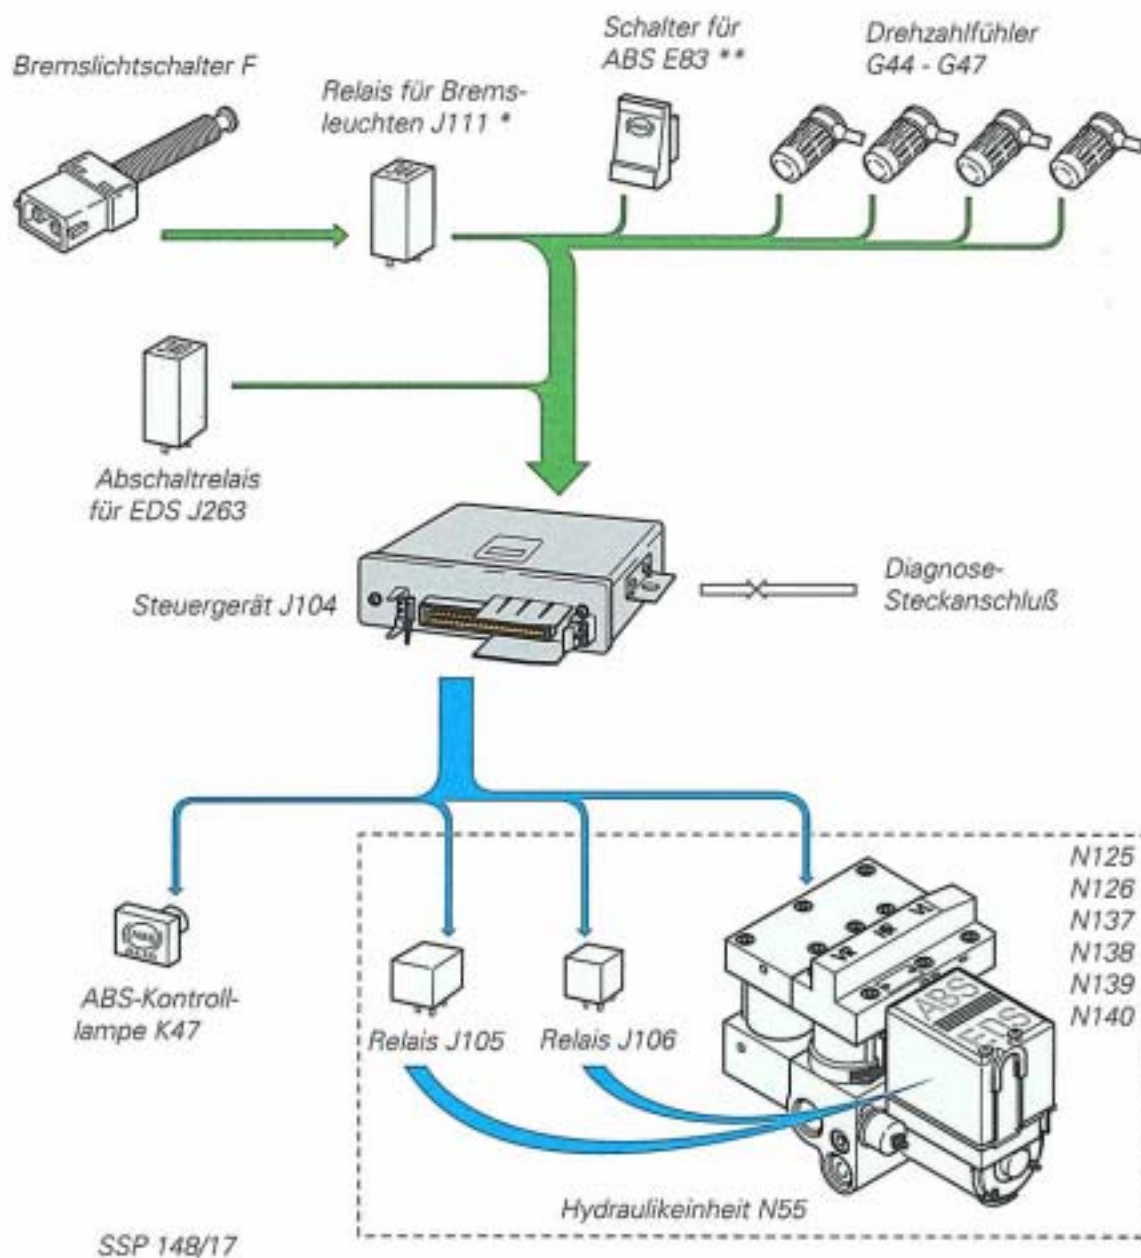 Bremslichtschalter F
Relais für Brems-
leuchten J111 *
Schalter für
ABS E83 **
Drehzahlfühler
G44 - G47
Abschaltrelais
für EDS J263
Steuergerät J104
Diagnose-
Steckanschluß
ABS-Kontroll-
lampe K47
Relais J105
Relais J106
N125
N126
N137
N138
N139
N140
ABS
EDS
Hydraulikeinheit N55
SSP 148/17